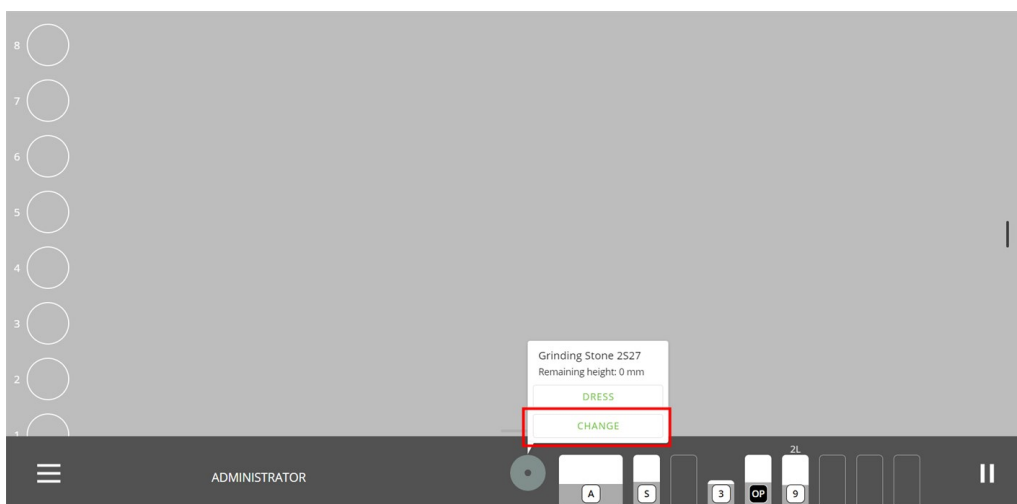 8
7
6
5
4
3
2
1
Grinding Stone 2S27
Remaining height: 0 mm
DRESS
CHANGE
ADMINISTRATOR
2L
A
S
3
OP
9